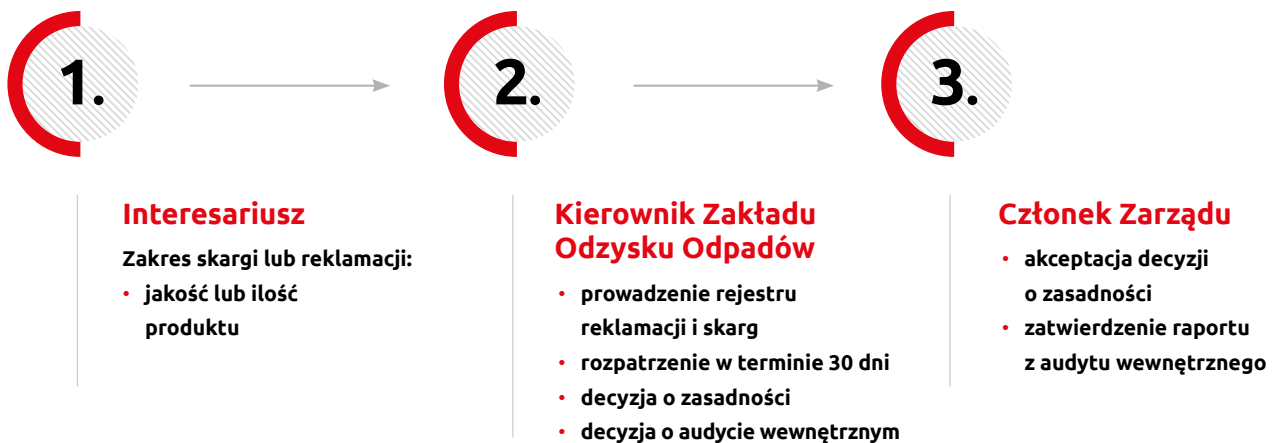 1.
2.
3.
Interesariusz
Zakres skargi lub reklamacji:
• jakość lub ilość
produktu
Kierownik Zakładu
Odzysku Odpadów
• prowadzenie rejestru
reklamacji i skarg
• rozpatrzenie w terminie 30 dni
• decyzja o zasadności
• decyzja o audycie wewnętrznym
Członek Zarządu
• akceptacja decyzji
o zasadności
• zatwierdzenie raportu
z audytu wewnętrznego